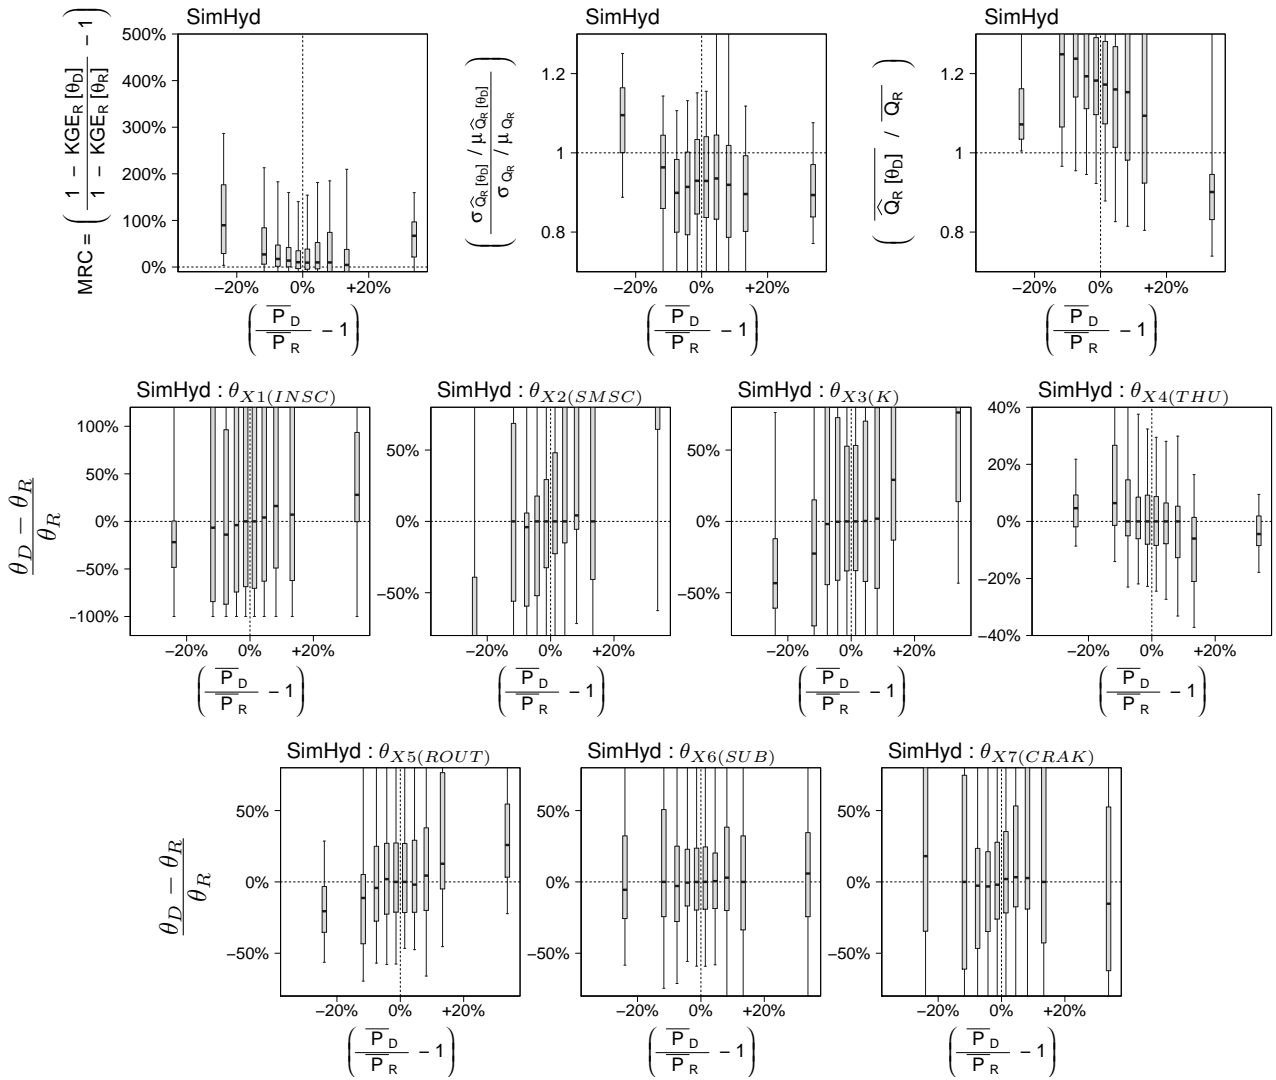 SimHyd
MRC = ( (1 − KGE_R [θ_D]) / (1 − KGE_R [θ_R]) − 1 )
500%
400%
300%
200%
100%
0%
−20% 0% +20%
( P̅_D / P̅_R − 1 )
SimHyd
( (σ_Q̂_R [θ_D] / μ_Q̂_R [θ_D]) / (σ_Q_R / μ_Q_R) )
1.2
1
0.8
−20% 0% +20%
( P̅_D / P̅_R − 1 )
SimHyd
( Q̂_R [θ_D] / Q_R )
1.2
1
0.8
−20% 0% +20%
( P̅_D / P̅_R − 1 )
(θ_D − θ_R) / θ_R
SimHyd : θ_X1(INSC)
100%
50%
0%
−50%
−100%
−20% 0% +20%
( P̅_D / P̅_R − 1 )
SimHyd : θ_X2(SMSC)
50%
0%
−50%
−20% 0% +20%
( P̅_D / P̅_R − 1 )
SimHyd : θ_X3(K)
50%
0%
−50%
−20% 0% +20%
( P̅_D / P̅_R − 1 )
SimHyd : θ_X4(THU)
40%
20%
0%
−20%
−40%
−20% 0% +20%
( P̅_D / P̅_R − 1 )
(θ_D − θ_R) / θ_R
SimHyd : θ_X5(ROUT)
50%
0%
−50%
−20% 0% +20%
( P̅_D / P̅_R − 1 )
SimHyd : θ_X6(SUB)
50%
0%
−50%
−20% 0% +20%
( P̅_D / P̅_R − 1 )
SimHyd : θ_X7(CRAK)
50%
0%
−50%
−20% 0% +20%
( P̅_D / P̅_R − 1 )